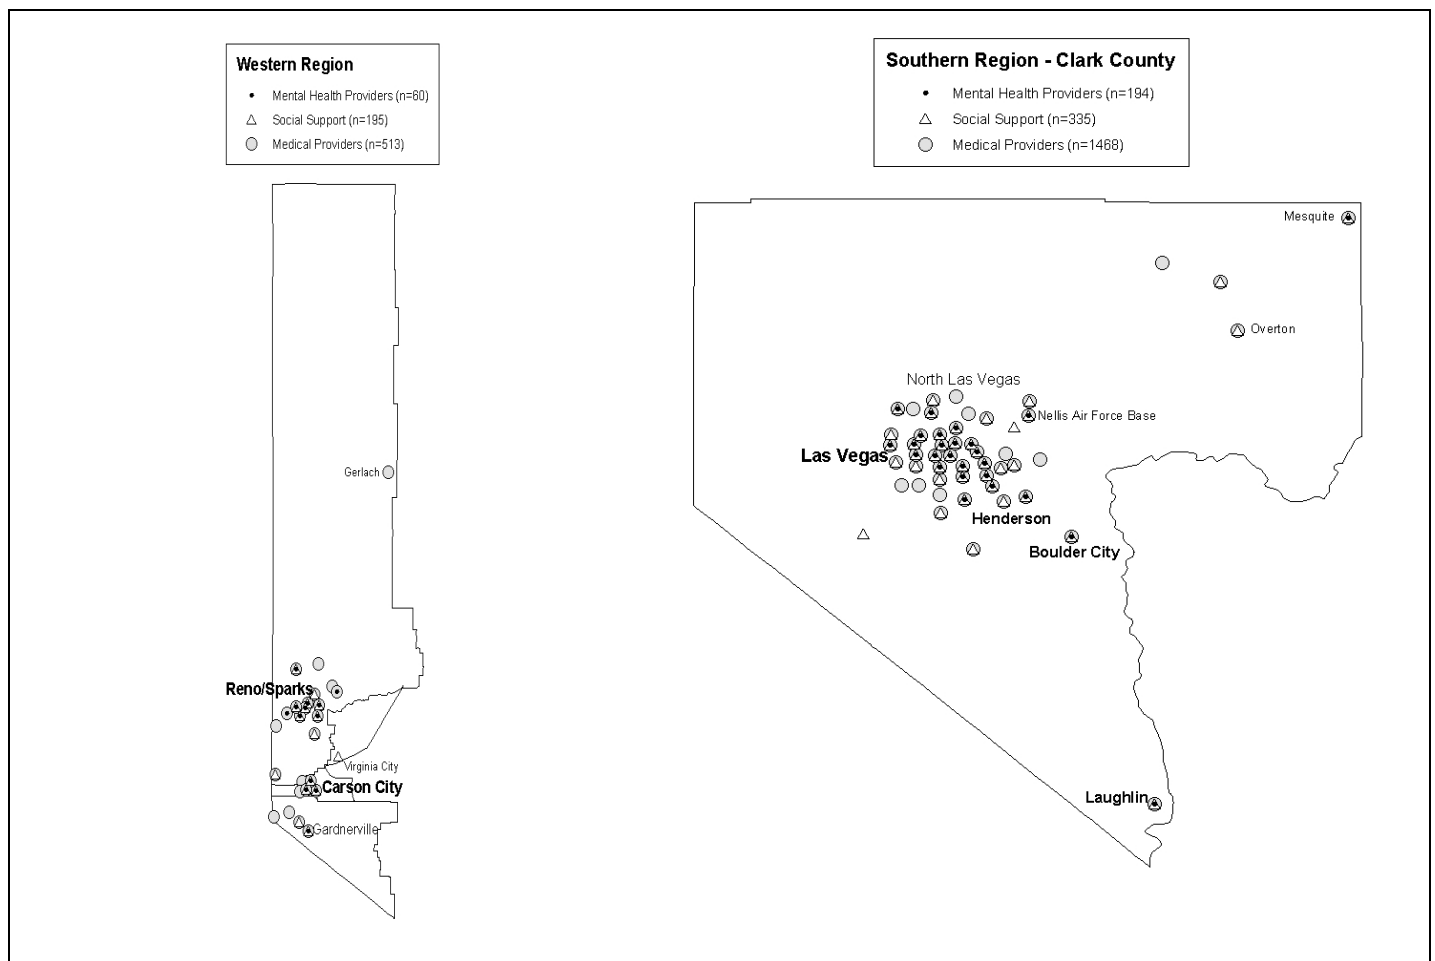 Western Region
Mental Health Providers (n=60)
Social Support (n=195)
Medical Providers (n=513)
Southern Region - Clark County
Mental Health Providers (n=194)
Social Support (n=335)
Medical Providers (n=1468)
Gerlach
Reno/Sparks
Virginia City
Carson City
Gardnerville
Mesquite
Overton
North Las Vegas
Nellis Air Force Base
Las Vegas
Henderson
Boulder City
Laughlin